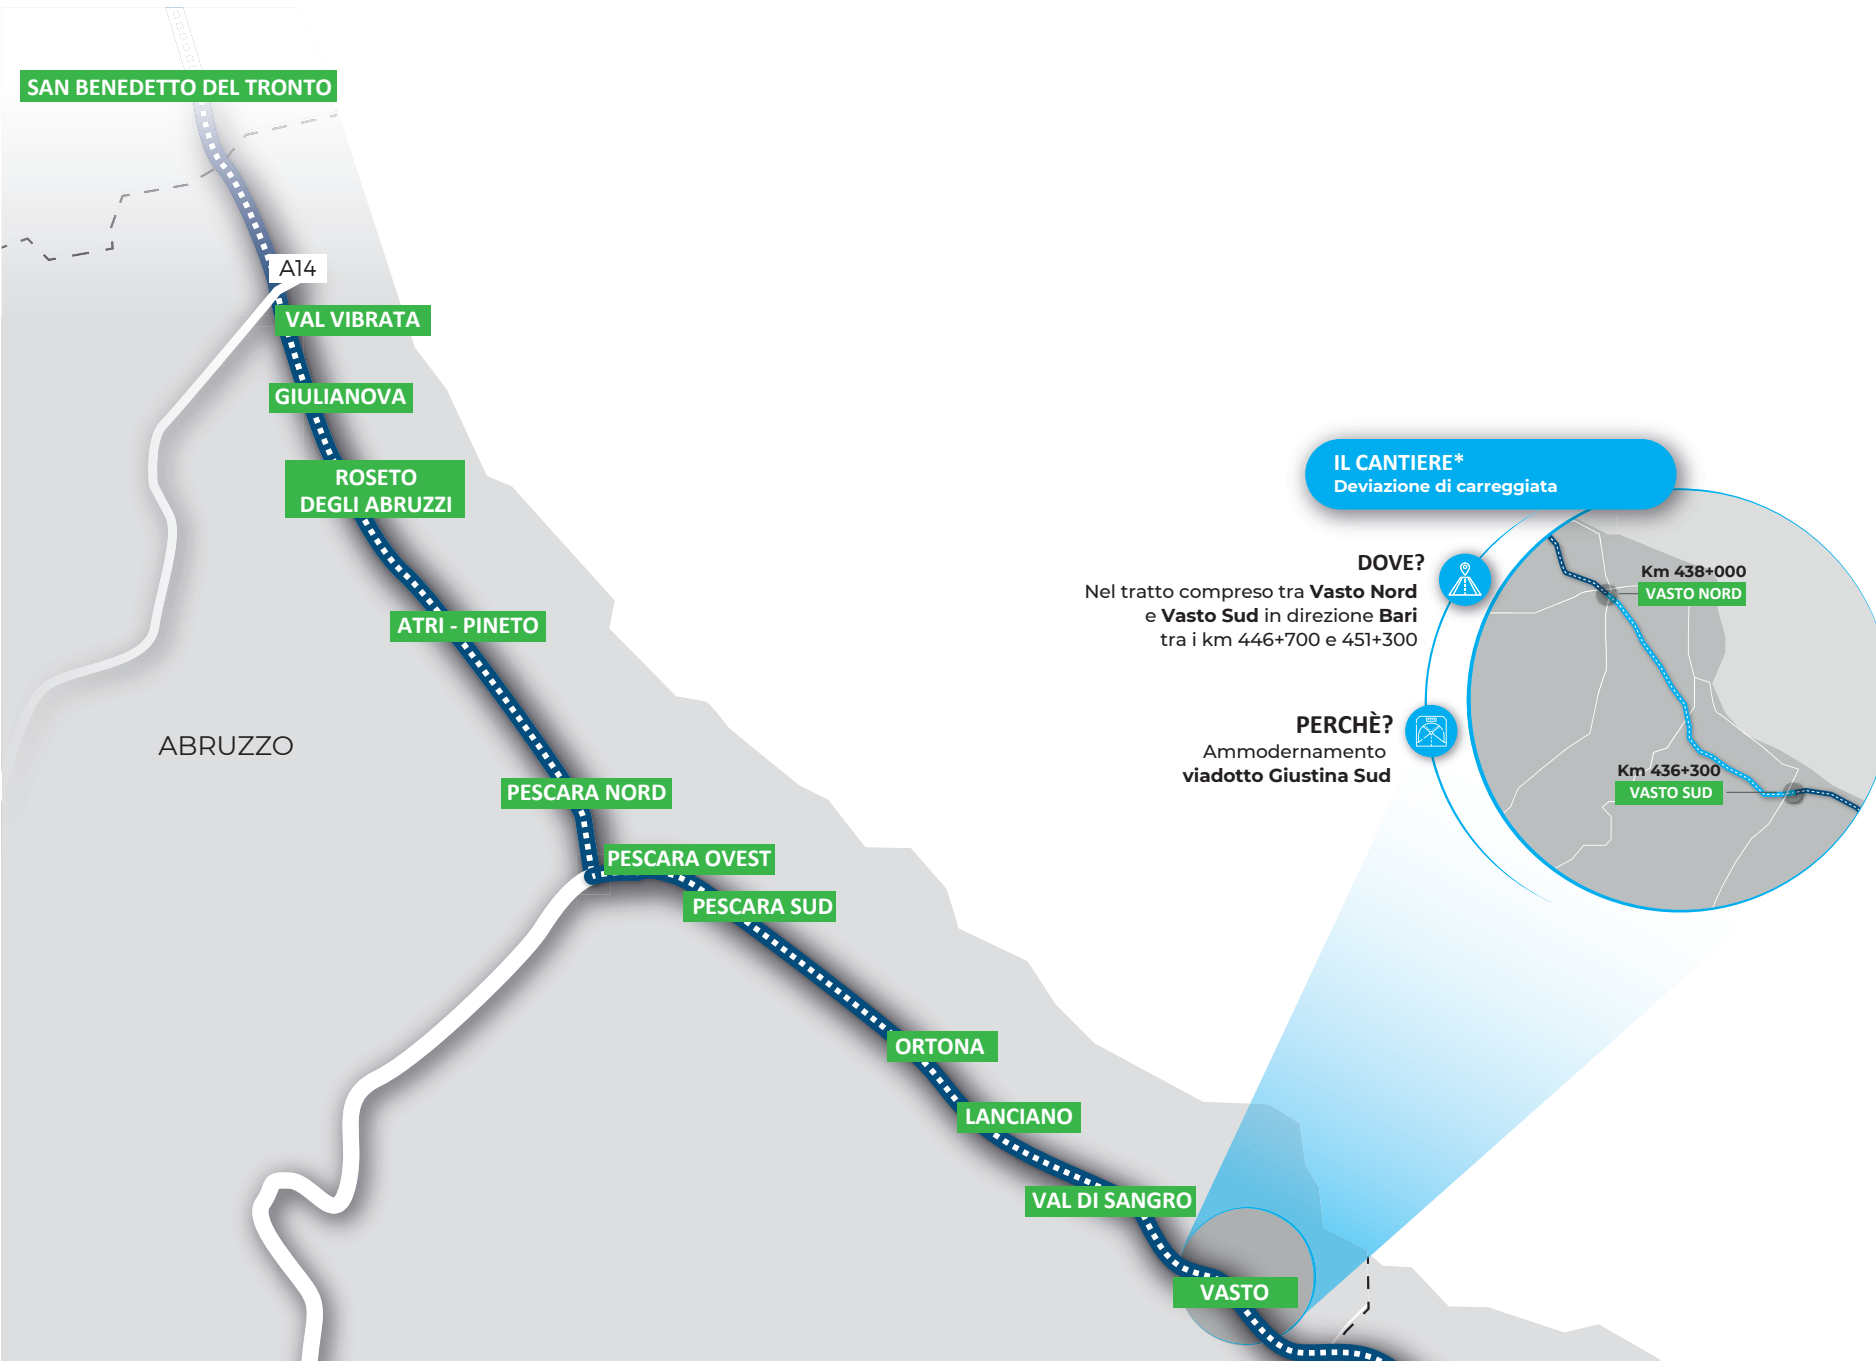 SAN BENEDETTO DEL TRONTO
A14
VAL VIBRATA
GIULIANOVA
ROSETO
DEGLI ABRUZZI
ATRI - PINETO
ABRUZZO
PESCARA NORD
PESCARA OVEST
PESCARA SUD
ORTONA
LANCIANO
VAL DI SANGRO
VASTO
IL CANTIERE*
Deviazione di carreggiata
DOVE?
Nel tratto compreso tra Vasto Nord
e Vasto Sud in direzione Bari
tra i km 446+700 e 451+300
PERCHÈ?
Ammodernamento
viadotto Giustina Sud
Km 438+000
VASTO NORD
Km 436+300
VASTO SUD